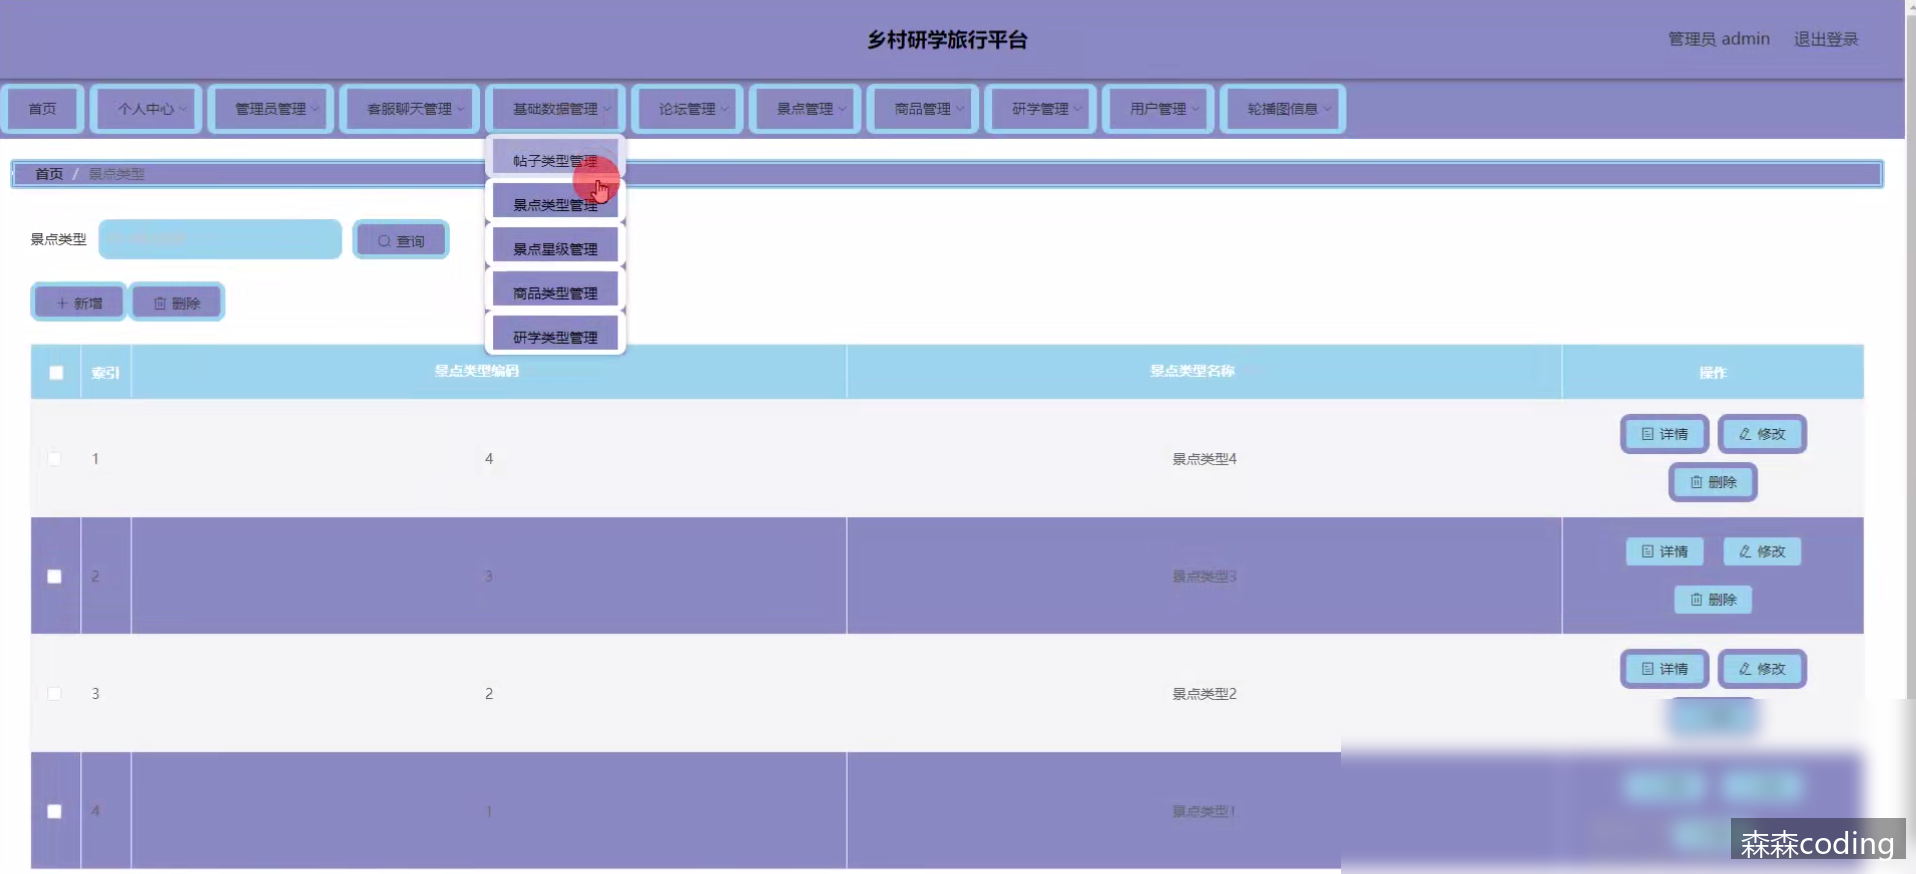 乡村研学旅行平台
管理员 admin 退出登录
首页 个人中心 管理员管理 客服聊天管理 基础数据管理 论坛管理 景点管理 商品管理 研学管理 用户管理 轮播图信息
帖子类型管理
首页 / 景点类型
景点类型管理
景点类型 查询
景点星级管理
新增 删除
商品类型管理
研学类型管理
索引 景点类型编码 景点类型名称 操作
1 4 景点类型4 详情 修改
删除
2 3 景点类型3 详情 修改
删除
3 2 景点类型2 详情 修改
4 1 景点类型1
森森coding